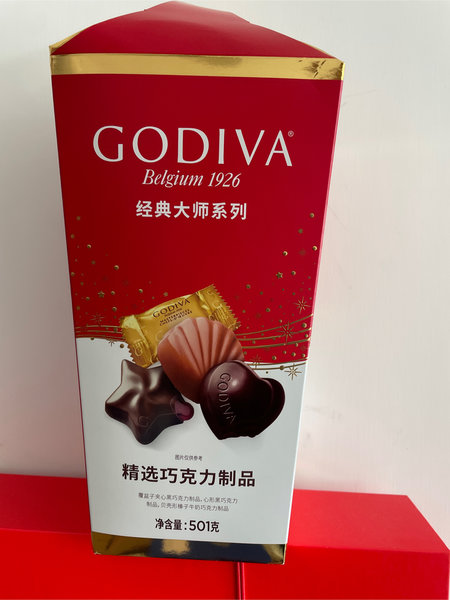 GODIVA®
Belgium 1926
经典大师系列
GODIVA
GODIVA
图片仅供参考
精选巧克力制品
覆盆子夹心黑巧克力制品,心形黑巧克力
制品,贝壳形榛子牛奶巧克力制品
净含量:501克